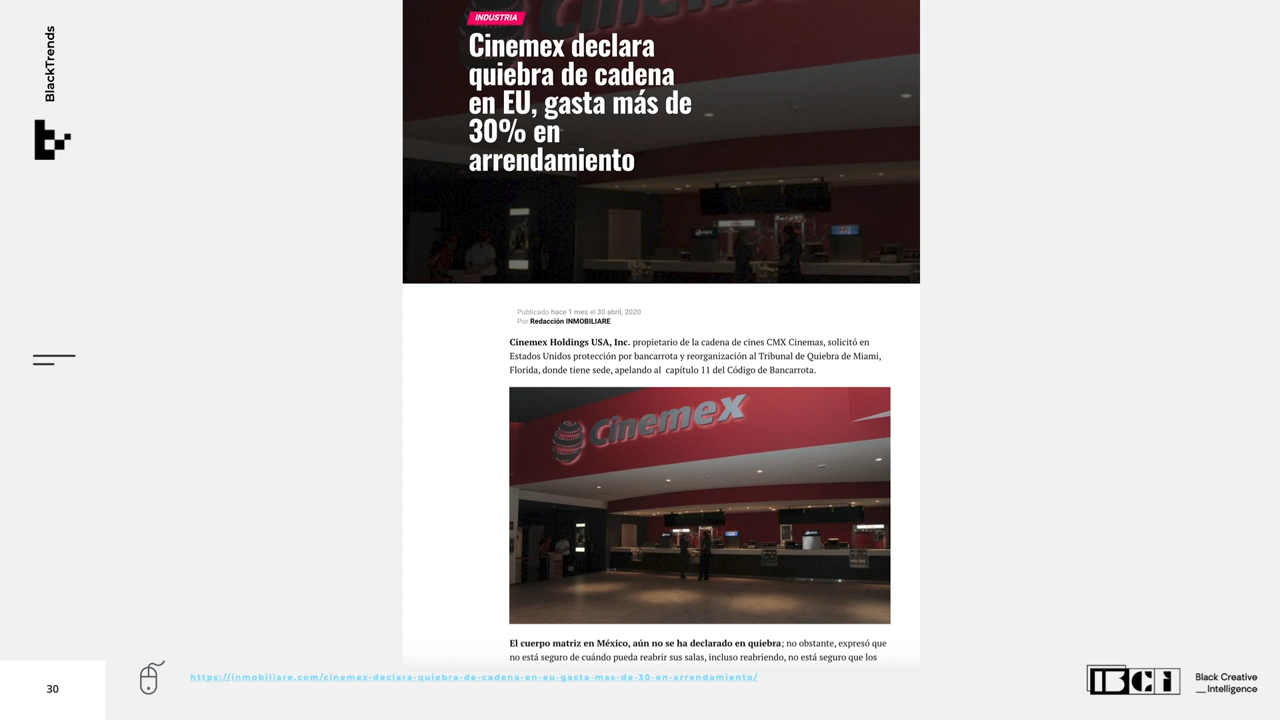 BlackTrends
INDUSTRIA
Cinemex declara
quiebra de cadena
en EU, gasta más de
30% en
arrendamiento
Publicado hace 1 mes el 30 abril, 2020
Por Redacción INMOBILIARE
Cinemex Holdings USA, Inc. propietario de la cadena de cines CMX Cinemas, solicitó en
Estados Unidos protección por bancarrota y reorganización al Tribunal de Quiebra de Miami,
Florida, donde tiene sede, apelando al capítulo 11 del Código de Bancarrota.
Cinemex
El cuerpo matriz en México, aún no se ha declarado en quiebra; no obstante, expresó que
no está seguro de cuándo pueda reabrir sus salas, incluso reabriendo, no está seguro que los
30
https://inmobiliare.com/cinemex-declara-quiebra-de-cadena-en-eu-gasta-mas-de-30-en-arrendamiento/
BCi
Black Creative
__Intelligence